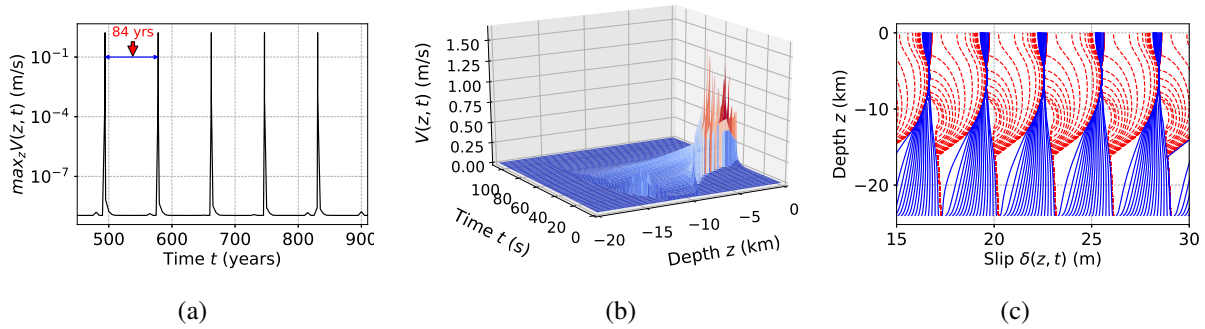 84 yrs
max_z V(z, t) (m/s)
10⁻¹
10⁻⁴
10⁻⁷
500 600 700 800 900
Time t (years)
(a)
V(z, t) (m/s)
1.50
1.25
1.00
0.75
0.50
0.25
0.00
100 80 60 40 20 0
Time t (s)
−20 −15 −10 −5 0
Depth z (km)
(b)
Depth z (km)
0
−10
−20
15 20 25 30
Slip δ(z, t) (m)
(c)